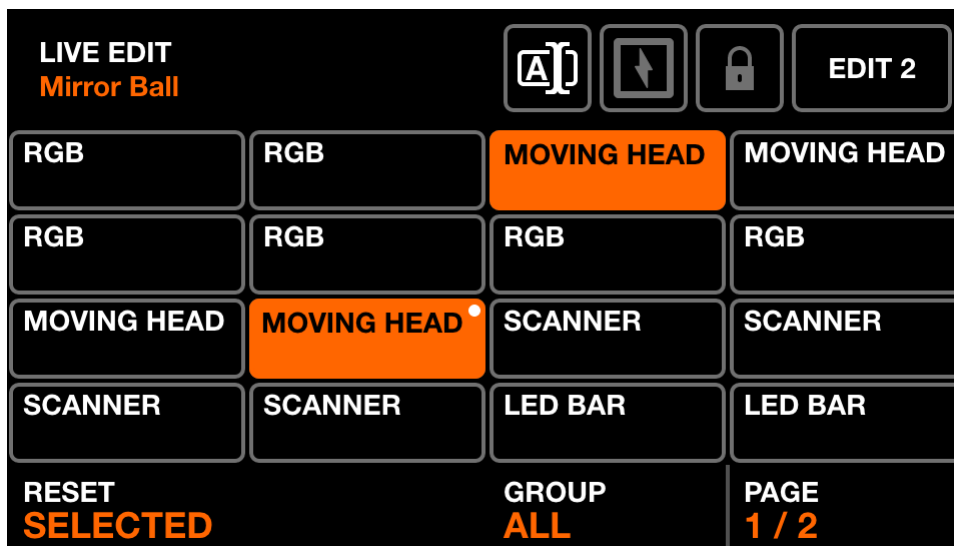 LIVE EDIT
Mirror Ball
A
EDIT 2
RGB
RGB
MOVING HEAD
MOVING HEAD
RGB
RGB
RGB
RGB
MOVING HEAD
MOVING HEAD
SCANNER
SCANNER
SCANNER
SCANNER
LED BAR
LED BAR
RESET
SELECTED
GROUP
ALL
PAGE
1 / 2